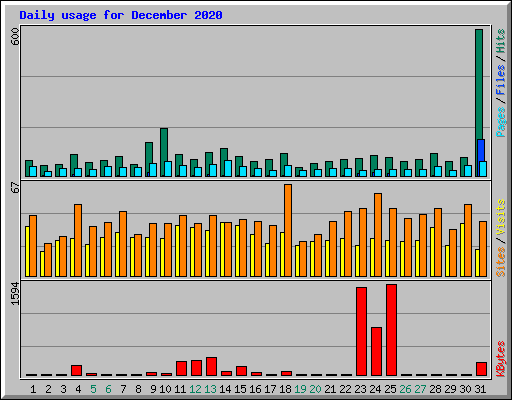 Daily usage for December 2020
600
Pages / Files / Hits
67
Sites / Visits
1594
KBytes
1 2 3 4 5 6 7 8 9 10 11 12 13 14 15 16 17 18 19 20 21 22 23 24 25 26 27 28 29 30 31